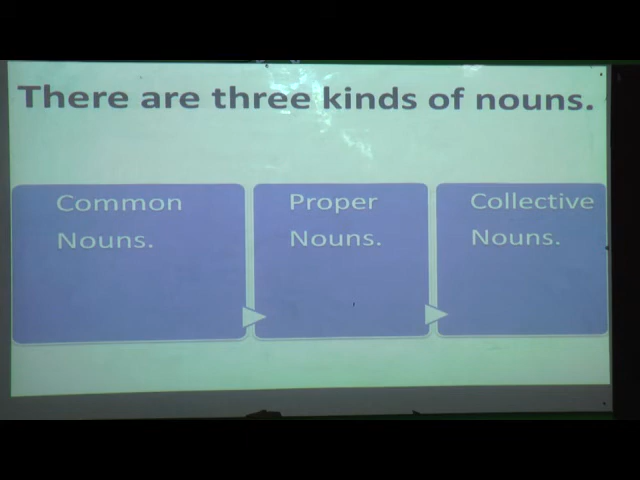 There are three kinds of nouns.
Common
Nouns.
Proper
Nouns.
Collective
Nouns.